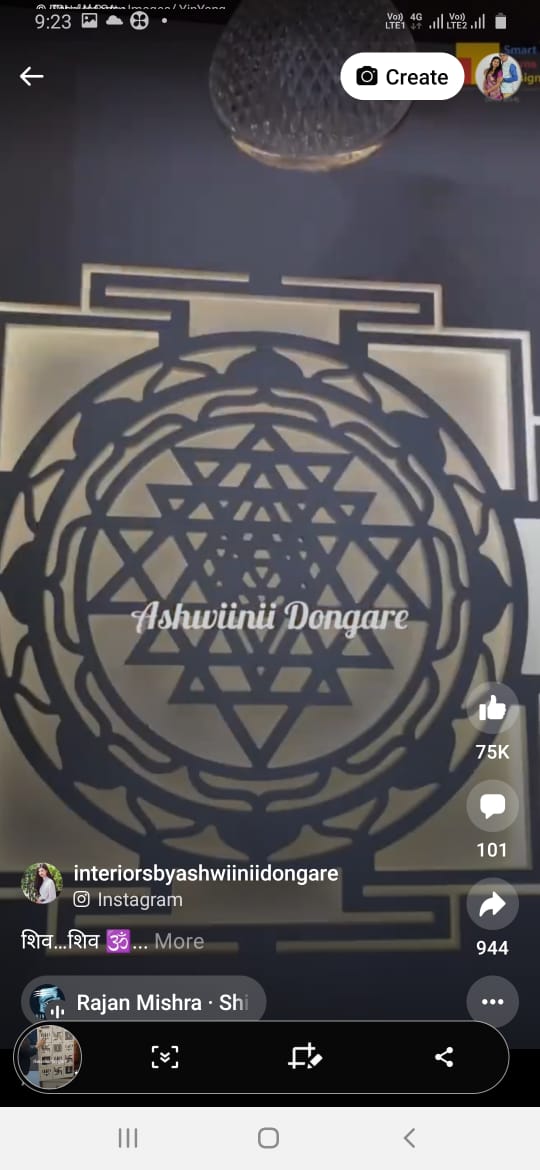 9:23
Vo) 4G Vo)
LTE1 LTE2
Smart
Create
Ashwiinii Dongare
75K
101
interiorsbyashwiiniidongare
Instagram
शिव...शिव 🕉️... More
944
Rajan Mishra · Shi